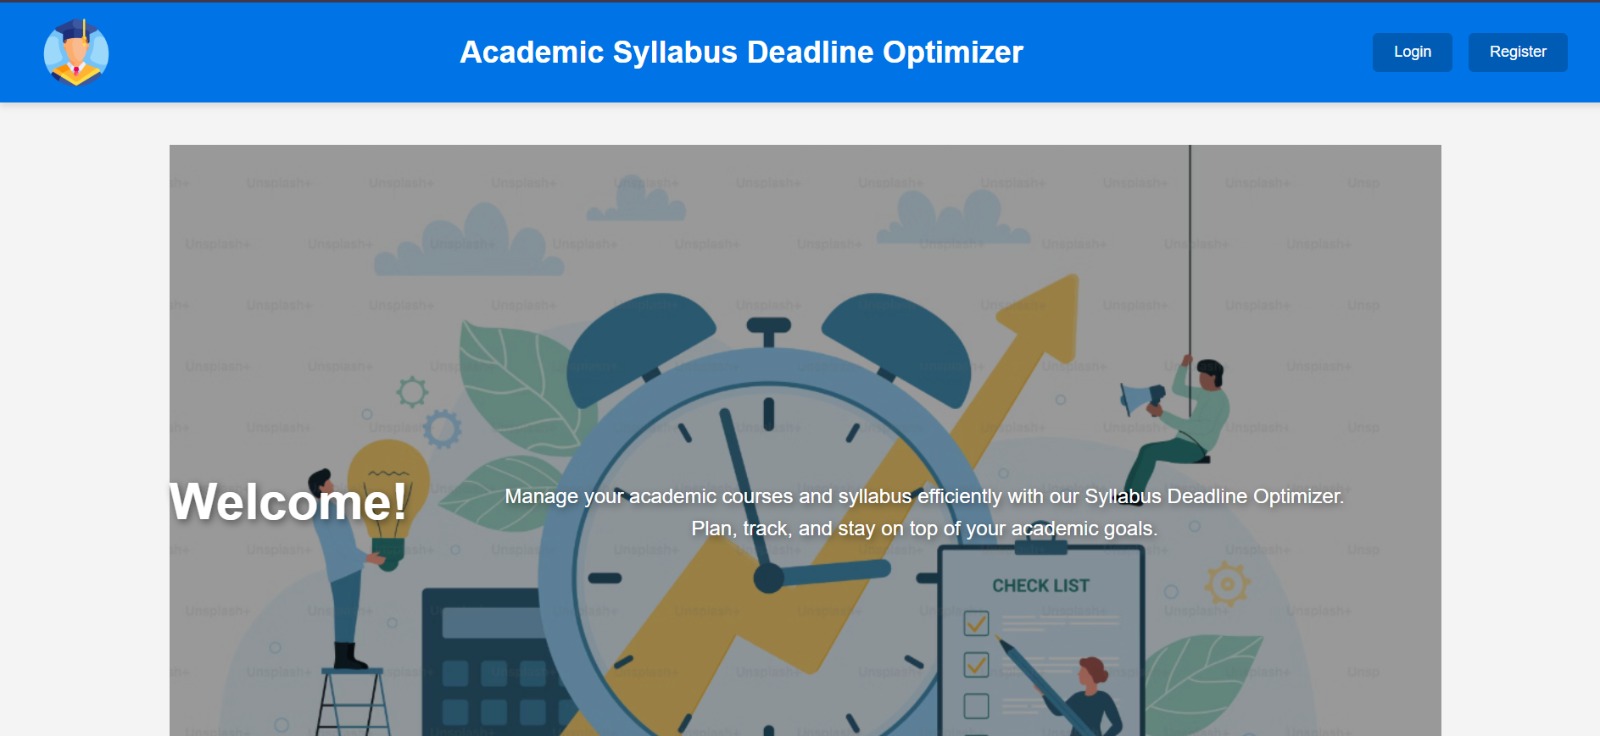 Academic Syllabus Deadline Optimizer
Login
Register
Welcome!
Manage your academic courses and syllabus efficiently with our Syllabus Deadline Optimizer.
Plan, track, and stay on top of your academic goals.
CHECK LIST
Unsplash+